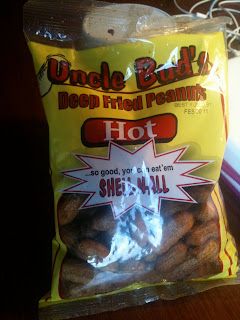 Uncle Bud's
Deep Fried Peanuts
Hot
...so good, you can eat'em
SHELL N ALL